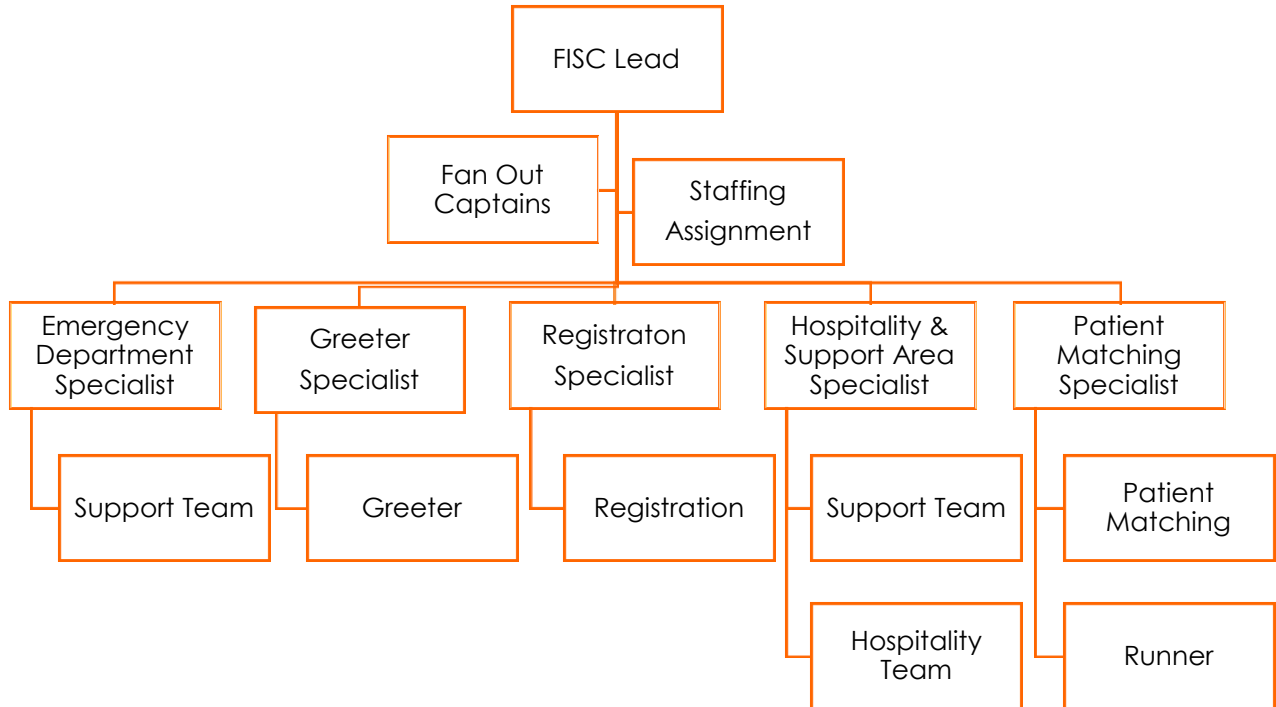 FISC Lead
Fan Out
Captains
Staffing
Assignment
Emergency
Department
Specialist
Greeter
Specialist
Registraton
Specialist
Hospitality &
Support Area
Specialist
Patient
Matching
Specialist
Support Team
Greeter
Registration
Support Team
Patient
Matching
Hospitality
Team
Runner